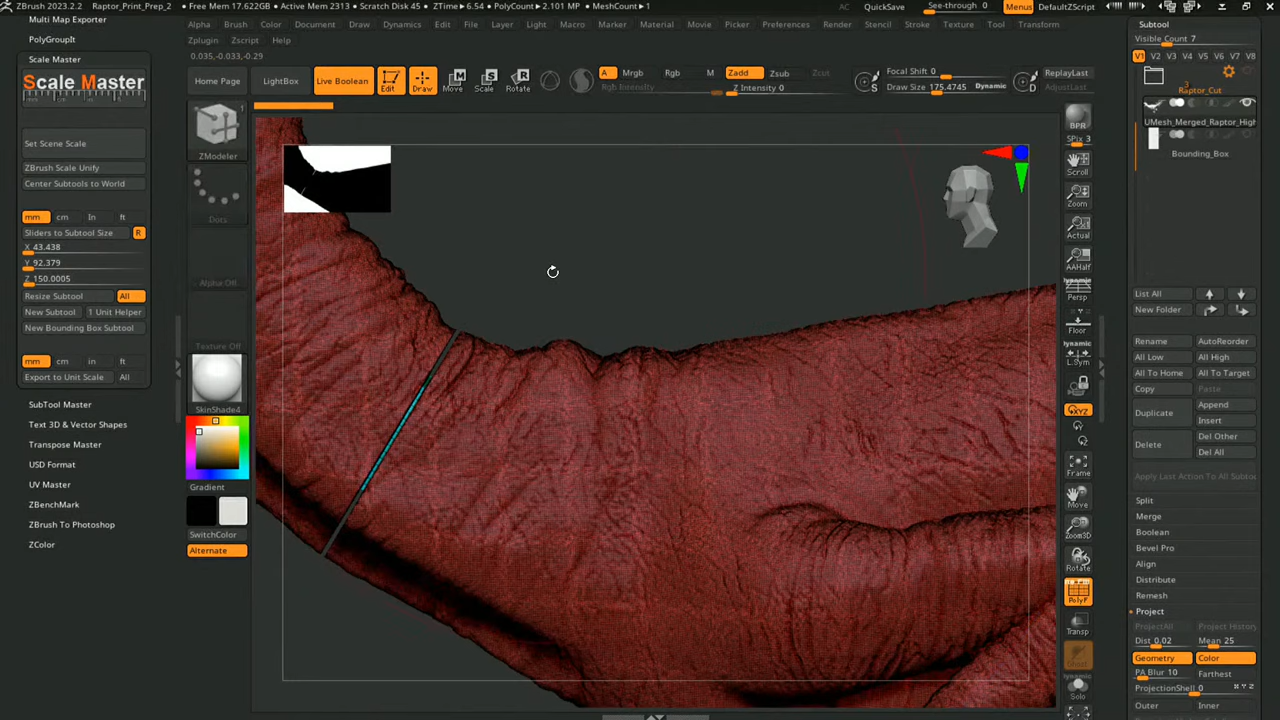 ZBrush 2023.2.2 Raptor_Print_Prep_2 • Free Mem 17.622GB • Active Mem 2313 • Scratch Disk 45 • ZTime▸6.54 • PolyCount▸2.101 MP • MeshCount▸1 AC QuickSave See-through 0 Menus DefaultZScript
Multi Map Exporter
Alpha Brush Color Document Draw Dynamics Edit File Layer Light Macro Marker Material Movie Picker Preferences Render Stencil Stroke Texture Tool Transform
Subtool
PolyGroupIt
Zplugin Zscript Help
Visible Count 7
Scale Master
0.035,-0.033,-0.29
V1 V2 V3 V4 V5 V6 V7 V8
Scale Master
Home Page LightBox Live Boolean Edit Draw Move Scale Rotate
A Mrgb Rgb M Zadd Zsub Zcut
Rgb Intensity Z Intensity 0
Focal Shift 0
Draw Size 175.4745 Dynamic
ReplayLast
AdjustLast
3
Raptor_Cut
UMesh_Merged_Raptor_High
Bounding_Box
Set Scene Scale
ZBrush Scale Unify
Center Subtools to World
mm cm In ft
Sliders to Subtool Size R
X 43.438
Y 92.379
Z 150.0005
Resize Subtool All
New Subtool 1 Unit Helper
New Bounding Box Subtool
mm cm in ft
Export to Unit Scale All
SubTool Master
Text 3D & Vector Shapes
Transpose Master
USD Format
UV Master
ZBenchMark
ZBrush To Photoshop
ZColor
1
ZModeler
Dots
Alpha Off
Texture Off
SkinShade4
Gradient
SwitchColor
Alternate
BPR
SPix 3
Scroll
Zoom
Actual
AAHalf
Dynamic
Persp
Floor
Dynamic
L.Sym
XYZ
Frame
Move
Zoom3D
Rotate
PolyF
Transp
Ghost
Dynamic
Solo
List All
New Folder
Rename AutoReorder
All Low All High
All To Home All To Target
Copy Paste
Duplicate Append
Insert
Delete Del Other
Del All
Apply Last Action To All Subtoo
Split
Merge
Boolean
Bevel Pro
Align
Distribute
Remesh
Project
ProjectAll Project History
Dist 0.02 Mean 25
Geometry Color
PA Blur 10 Farthest
ProjectionShell 0 X Y Z
Outer Inner